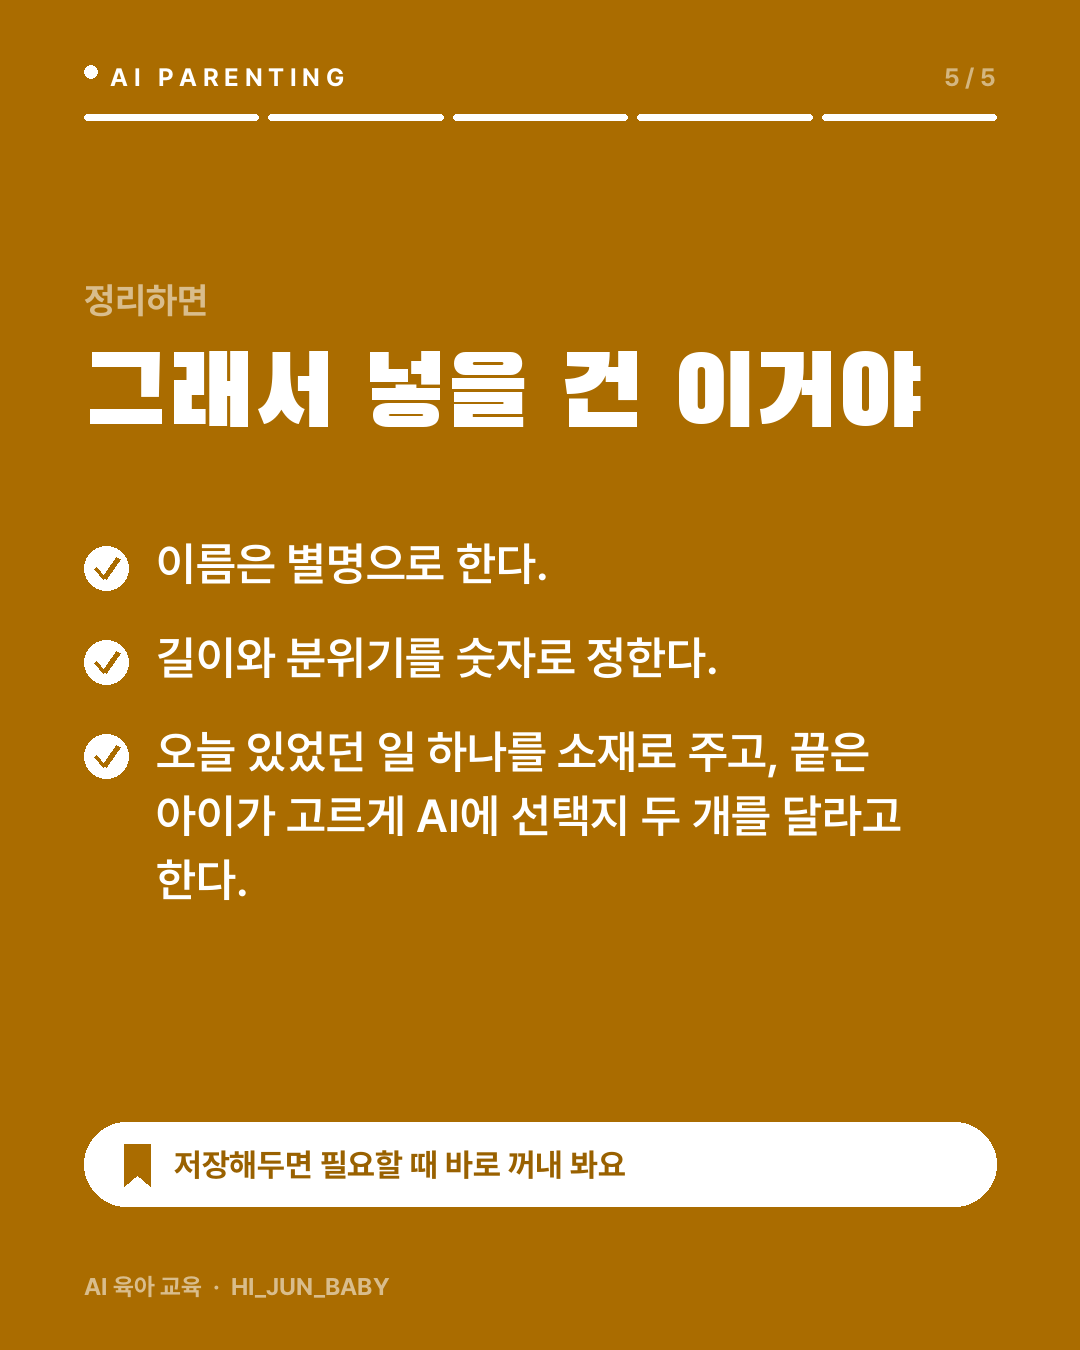 AI PARENTING
5 / 5
정리하면
그래서 넣을 건 이거야
이름은 별명으로 한다.
길이와 분위기를 숫자로 정한다.
오늘 있었던 일 하나를 소재로 주고, 끝은
아이가 고르게 AI에 선택지 두 개를 달라고
한다.
저장해두면 필요할 때 바로 꺼내 봐요
AI 육아 교육 · HI_JUN_BABY